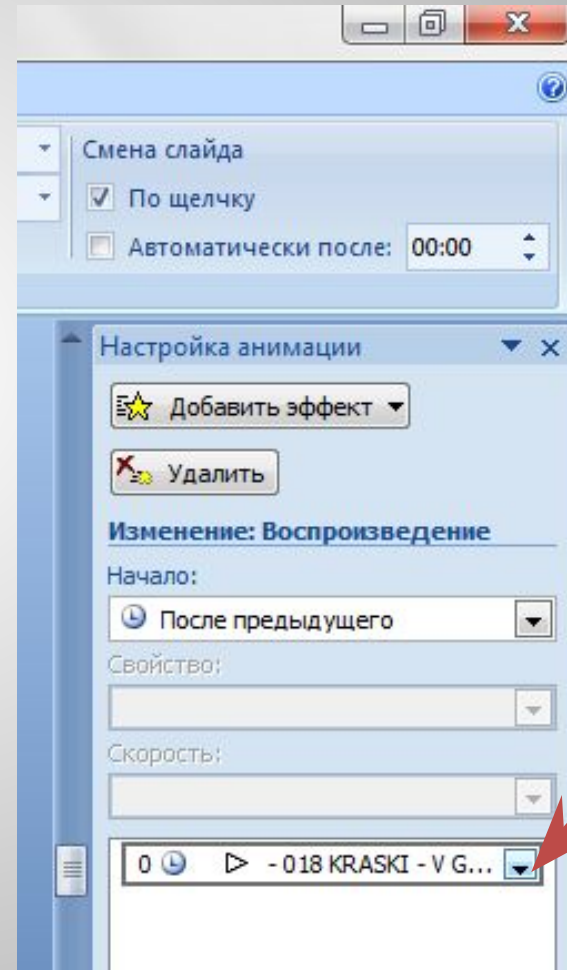 Смена слайда
По щелчку
Автоматически после: 00:00
Настройка анимации
Добавить эффект
Удалить
Изменение: Воспроизведение
Начало:
После предыдущего
Свойство:
Скорость:
0 - 018 KRASKI - V G...